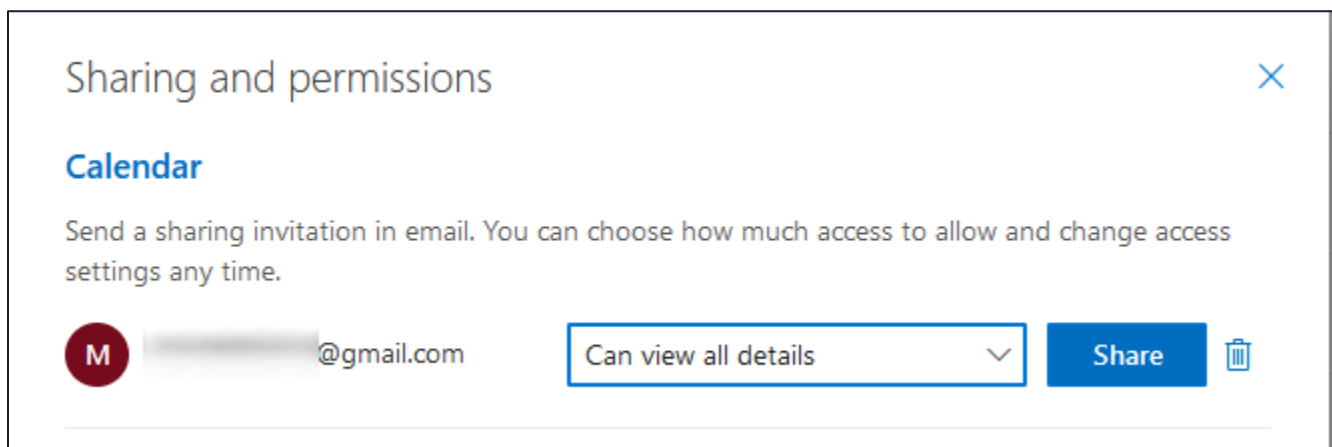 Sharing and permissions
Calendar
Send a sharing invitation in email. You can choose how much access to allow and change access
settings any time.
M @gmail.com Can view all details Share